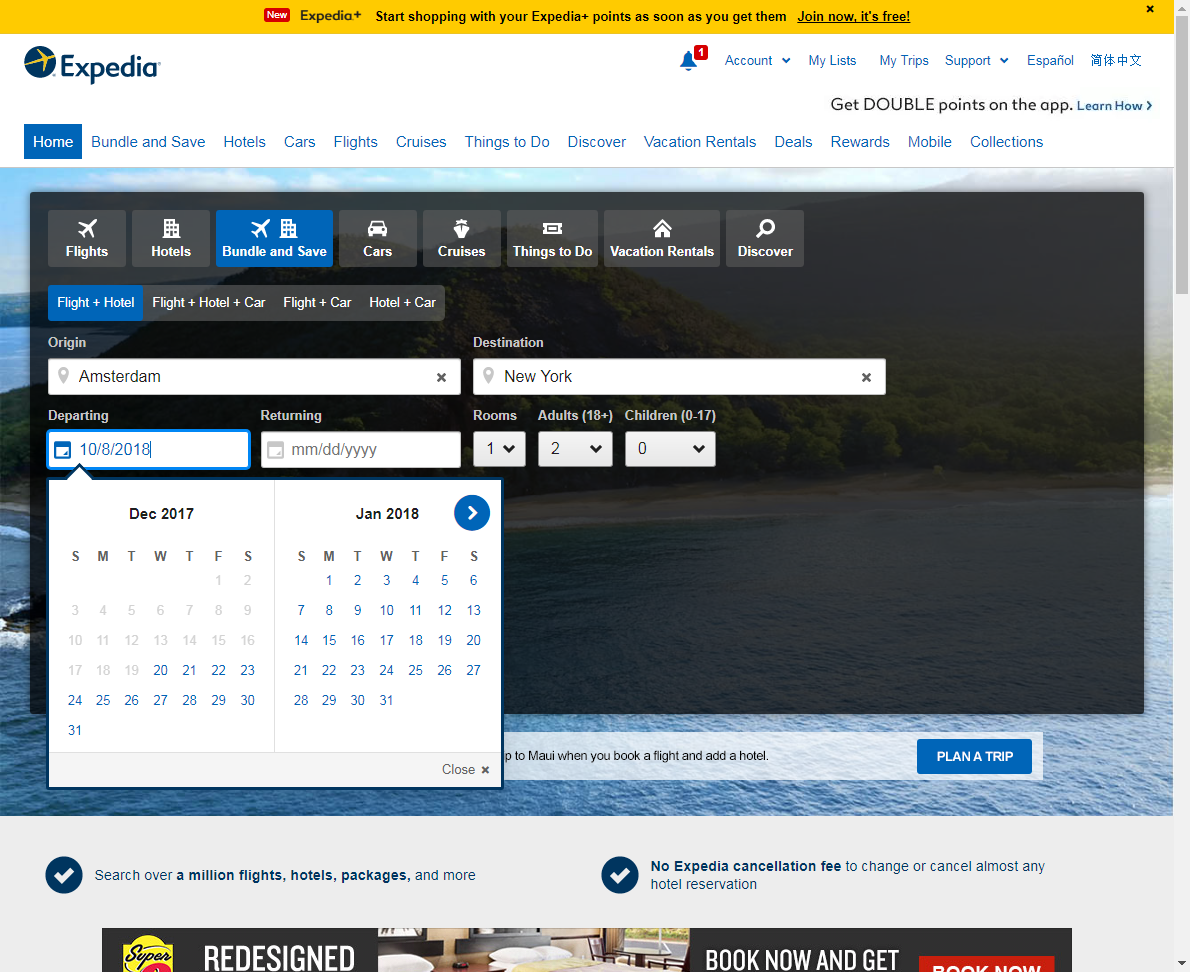 New Expedia+ Start shopping with your Expedia+ points as soon as you get them Join now, it's free!
Expedia
1 Account My Lists My Trips Support Español 简体中文
Get DOUBLE points on the app. Learn How
Home Bundle and Save Hotels Cars Flights Cruises Things to Do Discover Vacation Rentals Deals Rewards Mobile Collections
Flights Hotels Bundle and Save Cars Cruises Things to Do Vacation Rentals Discover
Flight + Hotel Flight + Hotel + Car Flight + Car Hotel + Car
Origin Destination
Amsterdam New York
Departing Returning Rooms Adults (18+) Children (0-17)
10/8/2018 mm/dd/yyyy 1 2 0
Dec 2017 Jan 2018
S M T W T F S S M T W T F S
1 2 1 2 3 4 5 6
3 4 5 6 7 8 9 7 8 9 10 11 12 13
10 11 12 13 14 15 16 14 15 16 17 18 19 20
17 18 19 20 21 22 23 21 22 23 24 25 26 27
24 25 26 27 28 29 30 28 29 30 31
31
p to Maui when you book a flight and add a hotel. PLAN A TRIP
Close
Search over a million flights, hotels, packages, and more
No Expedia cancellation fee to change or cancel almost any
hotel reservation
Super
REDESIGNED
BOOK NOW AND GET
BOOK NOW